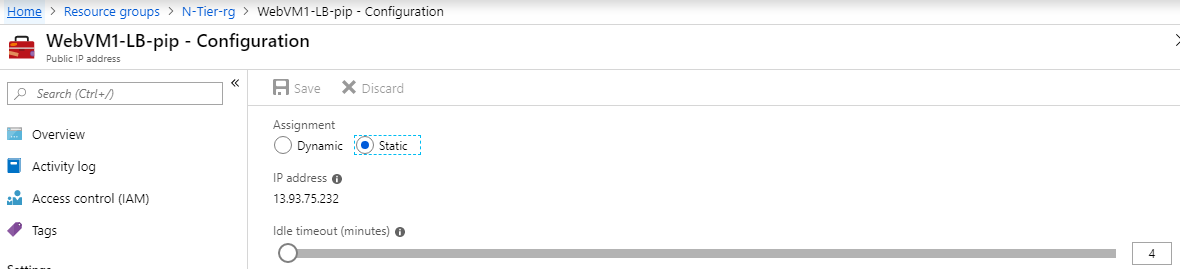 Home > Resource groups > N-Tier-rg > WebVM1-LB-pip - Configuration
WebVM1-LB-pip - Configuration
Public IP address
Search (Ctrl+/)
«
Overview
Activity log
Access control (IAM)
Tags
Settings
Save Discard
Assignment
Dynamic Static
IP address
13.93.75.232
Idle timeout (minutes)
4